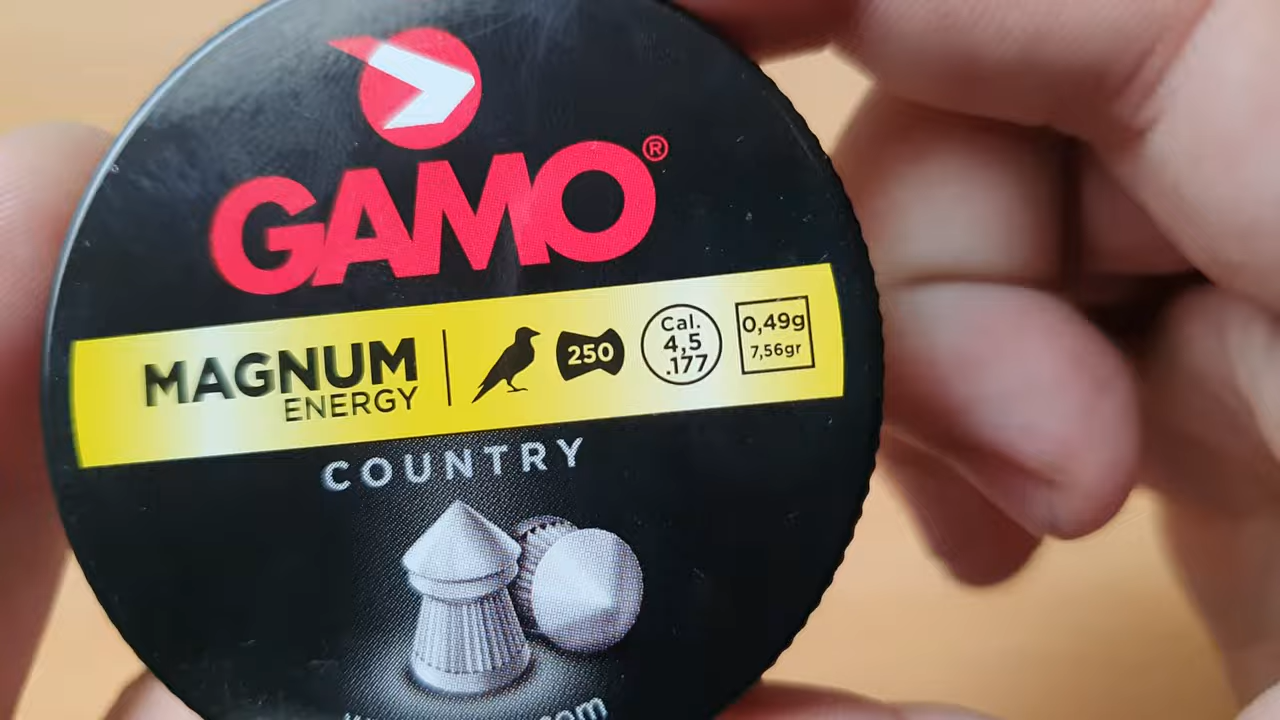 GAMO®
MAGNUM
ENERGY
250
Cal.
4,5
.177
0,49g
7,56gr
COUNTRY